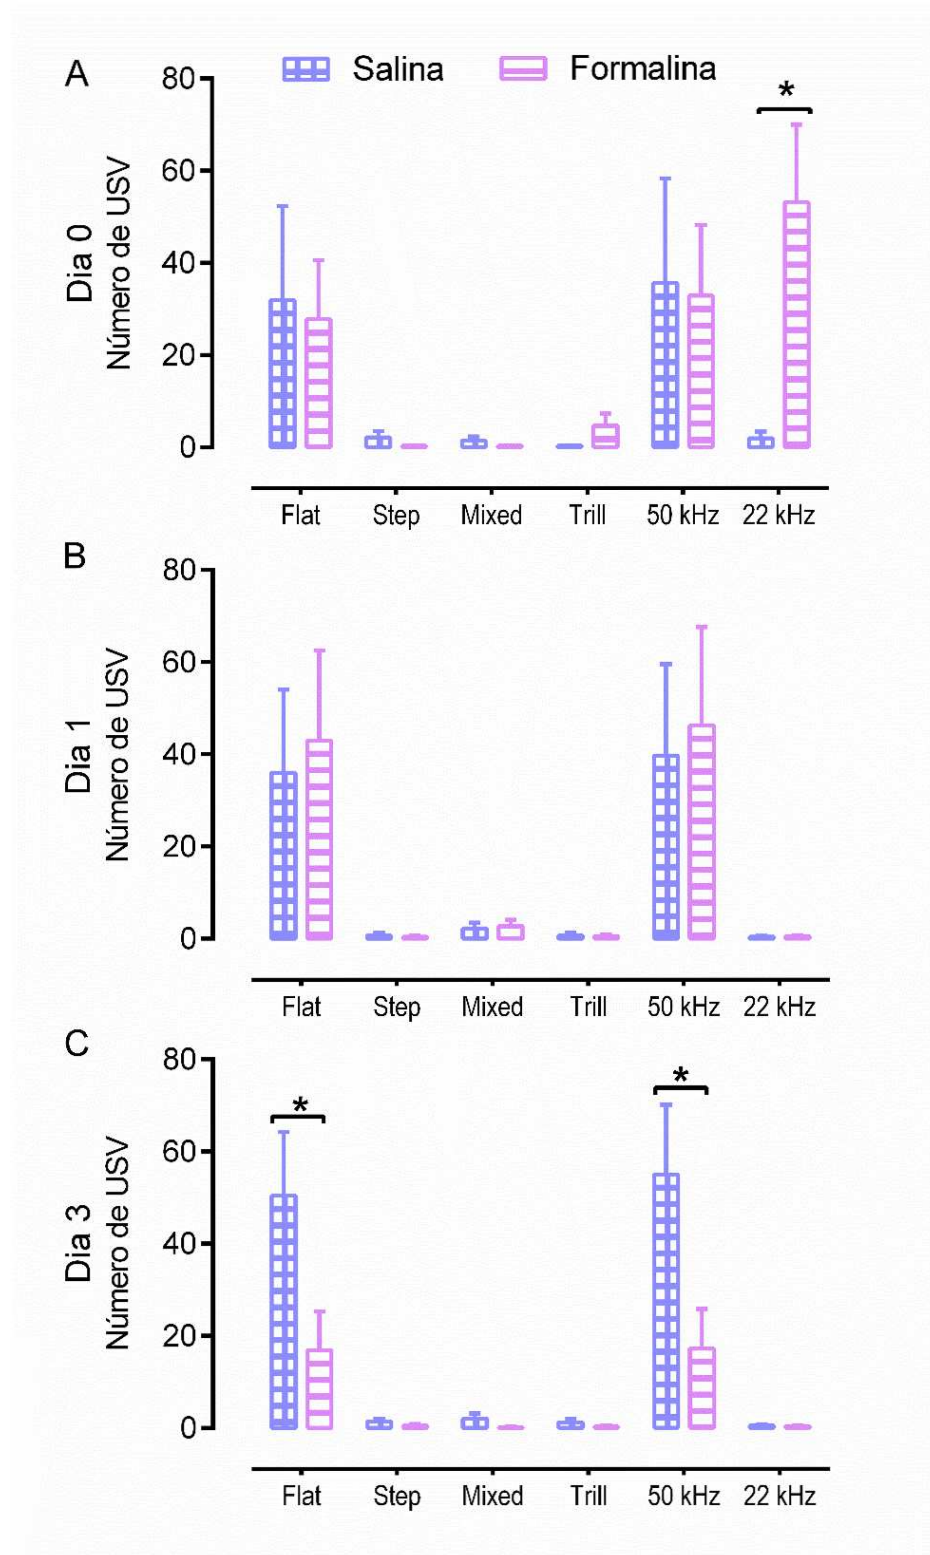 A
Salina
Formalina
*
80
60
40
20
0
Dia 0
Número de USV
Flat Step Mixed Trill 50 kHz 22 kHz
B
80
60
40
20
0
Dia 1
Número de USV
Flat Step Mixed Trill 50 kHz 22 kHz
C
80
60
40
20
0
Dia 3
Número de USV
*
*
Flat Step Mixed Trill 50 kHz 22 kHz